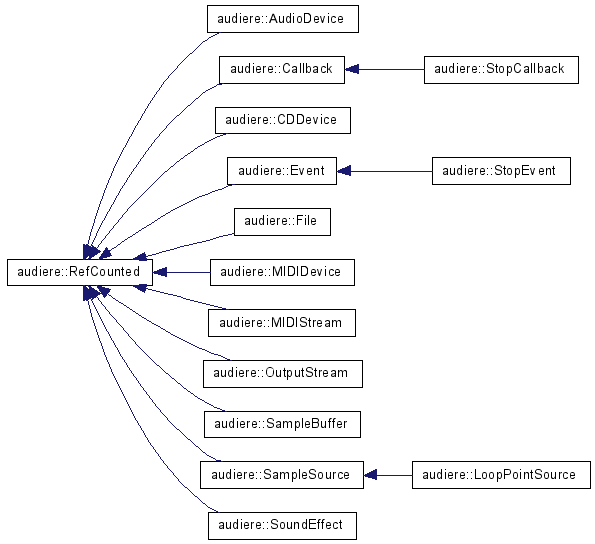 audiere::AudioDevice
audiere::Callback
audiere::StopCallback
audiere::CDDevice
audiere::Event
audiere::StopEvent
audiere::File
audiere::RefCounted
audiere::MIDIDevice
audiere::MIDIStream
audiere::OutputStream
audiere::SampleBuffer
audiere::SampleSource
audiere::LoopPointSource
audiere::SoundEffect